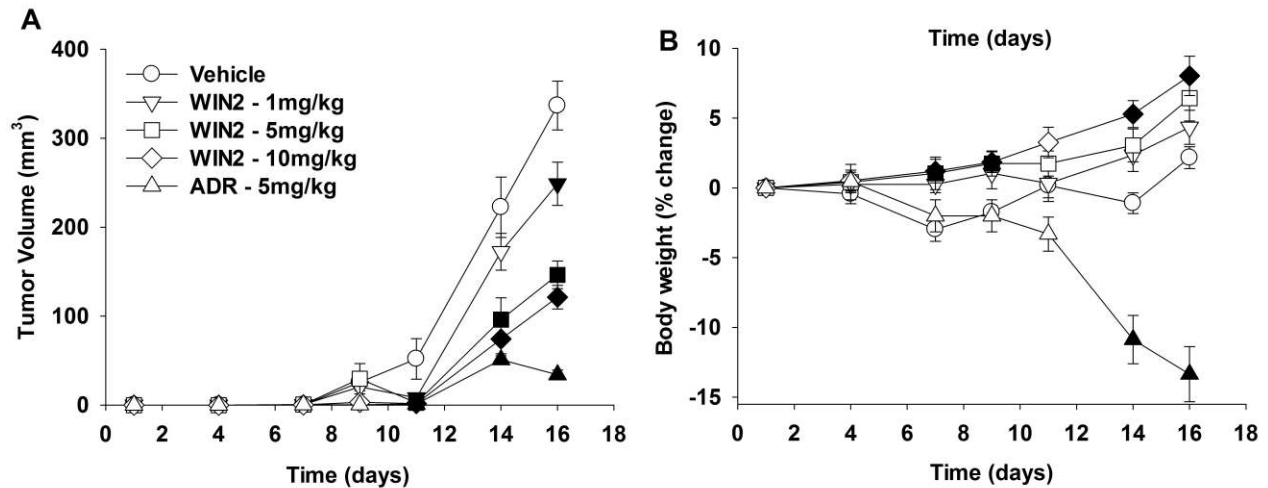 A
Tumor Volume (mm³)
400
300
200
100
0
Vehicle
WIN2 - 1mg/kg
WIN2 - 5mg/kg
WIN2 - 10mg/kg
ADR - 5mg/kg
0 2 4 6 8 10 12 14 16 18
Time (days)
B
Time (days)
Body weight (% change)
10
5
0
-5
-10
-15
0 2 4 6 8 10 12 14 16 18
Time (days)